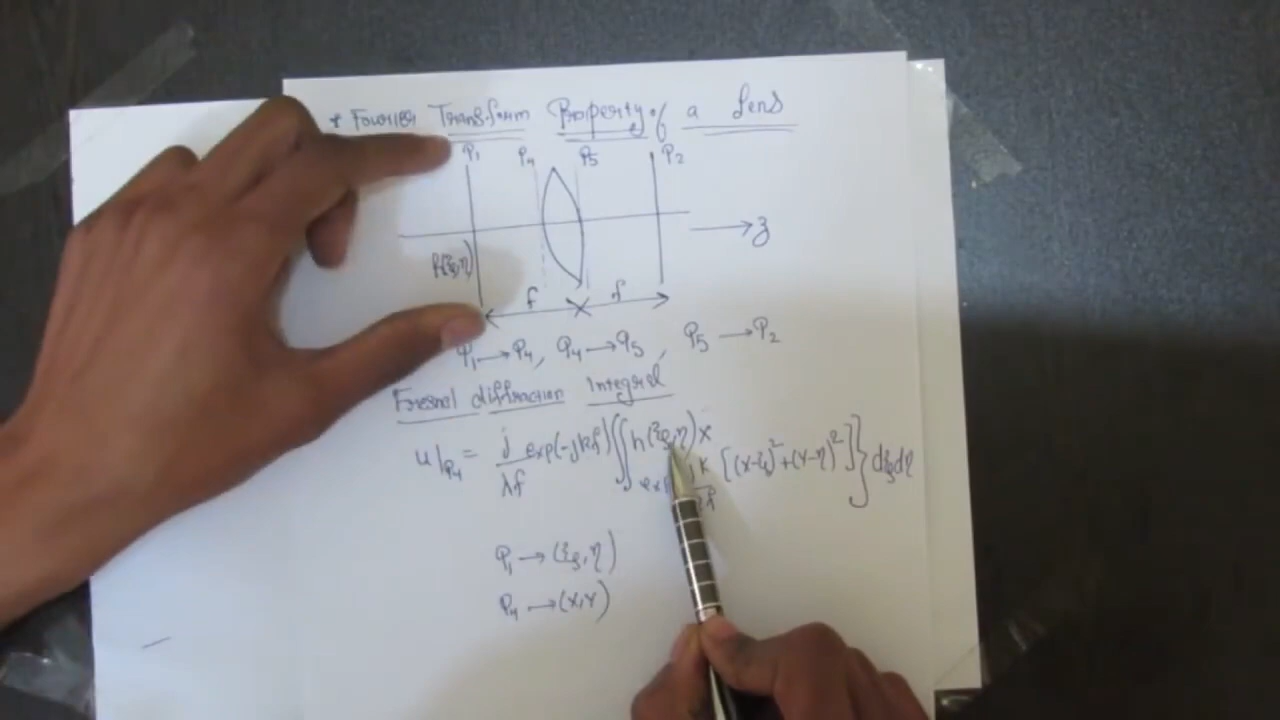 * Fourier Transform Property of a Lens
P₁ P₄ P₅ P₂
z
h(ξ,η)
f f
P₁ → P₄, P₄ → P₅, P₅ → P₂
Fresnel diffraction Integral
u|P₄ = j/λf exp(-jkf) ∬ h(ξ,η) ×
jk [(x-ξ)²+(y-η)²]} dξdη
P₁ → (ξ,η)
P₄ → (x,y)